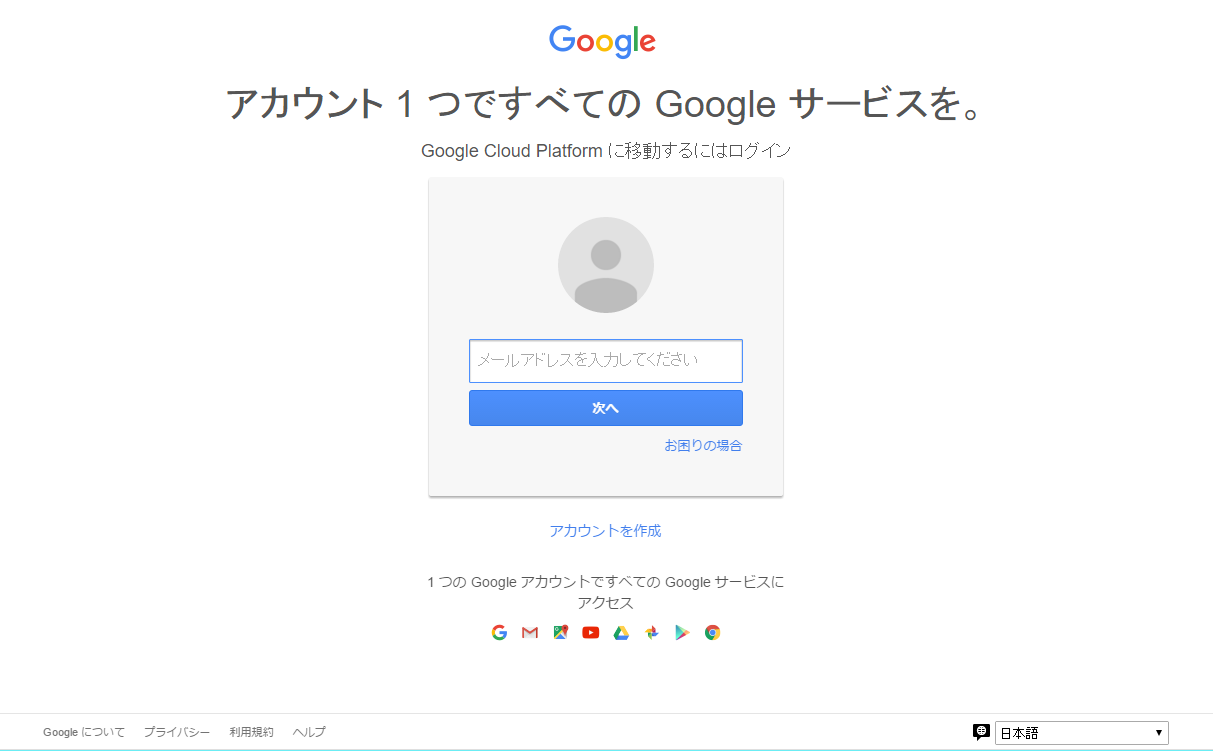 Google
アカウント 1 つですべての Google サービスを。
Google Cloud Platform に移動するにはログイン
メールアドレスを入力してください
次へ
お困りの場合
アカウントを作成
1 つの Google アカウントですべての Google サービスに
アクセス
Google について プライバシー 利用規約 ヘルプ 日本語